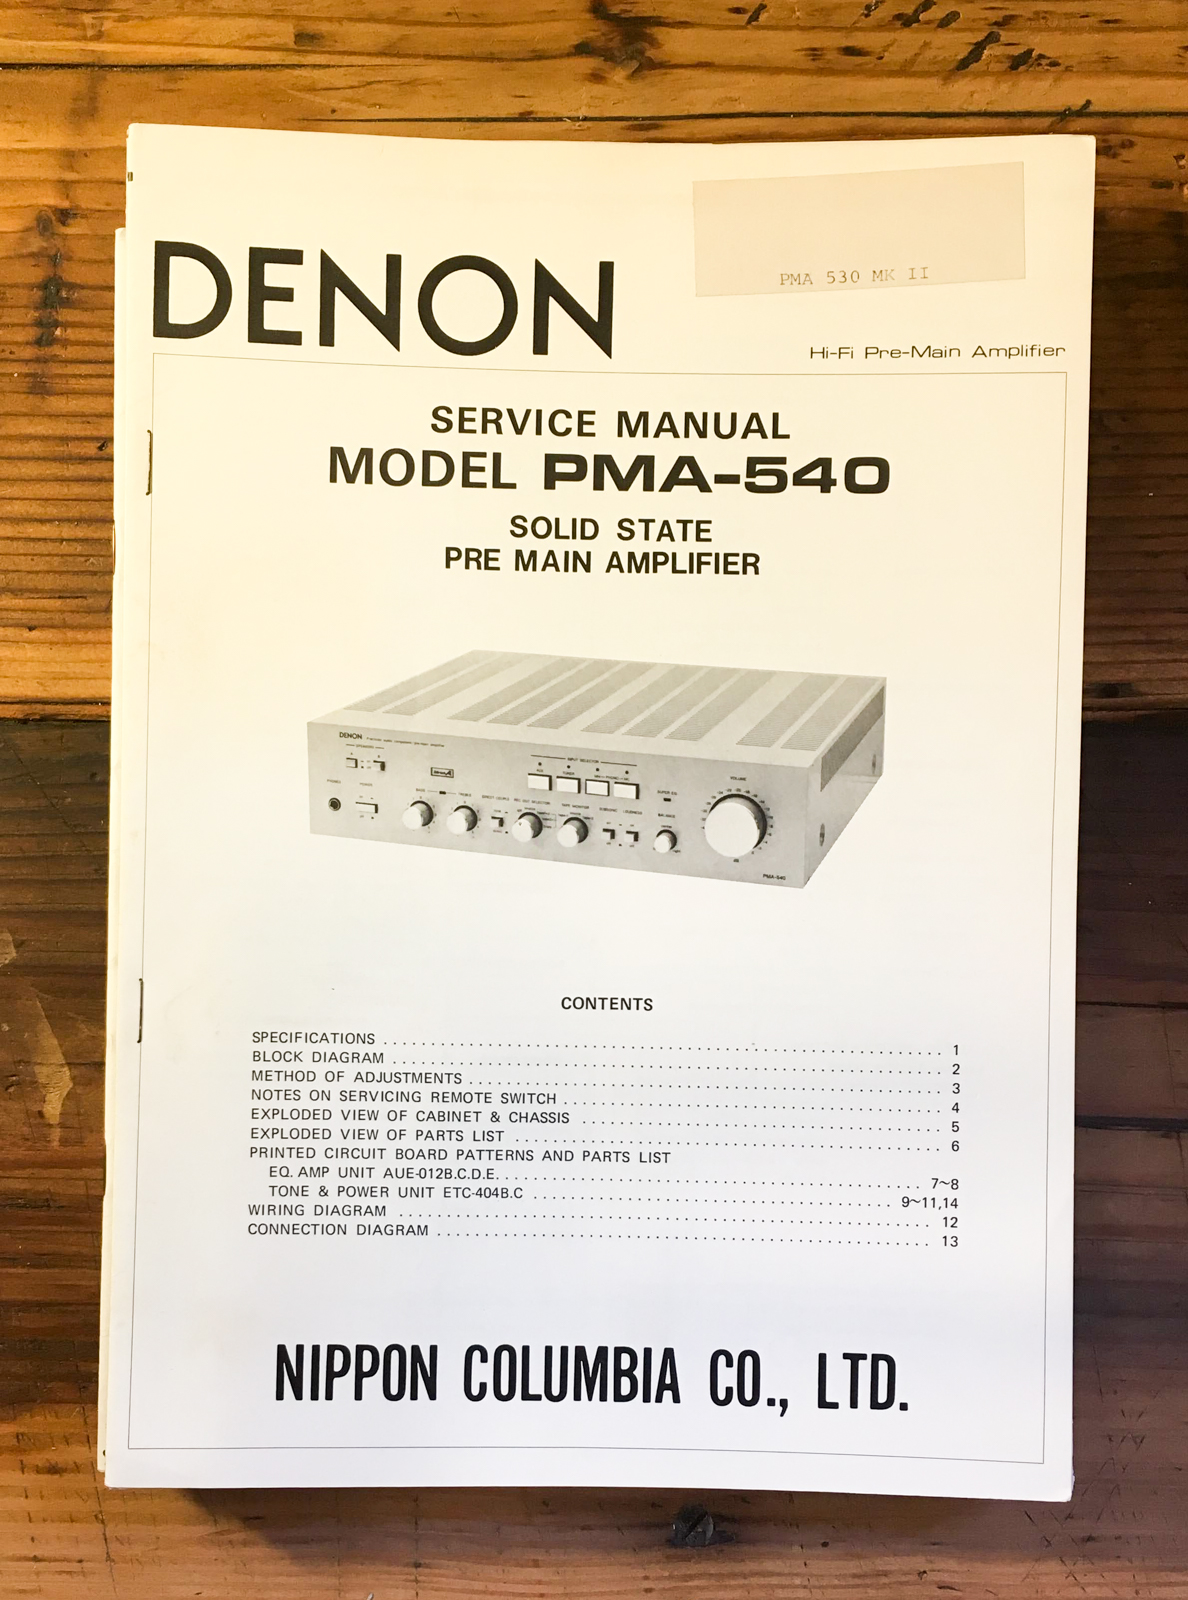 PMA 530 MK II
DENON
Hi-Fi Pre-Main Amplifier
SERVICE MANUAL
MODEL PMA-540
SOLID STATE
PRE MAIN AMPLIFIER
DENON
INPUT SELECTOR
VOLUME
PMA-540
CONTENTS
SPECIFICATIONS 1
BLOCK DIAGRAM 2
METHOD OF ADJUSTMENTS 3
NOTES ON SERVICING REMOTE SWITCH 4
EXPLODED VIEW OF CABINET & CHASSIS 5
EXPLODED VIEW OF PARTS LIST 6
PRINTED CIRCUIT BOARD PATTERNS AND PARTS LIST
EQ. AMP UNIT AUE-012B.C.D.E. 7~8
TONE & POWER UNIT ETC-404B.C 9~11,14
WIRING DIAGRAM 12
CONNECTION DIAGRAM 13
NIPPON COLUMBIA CO., LTD.